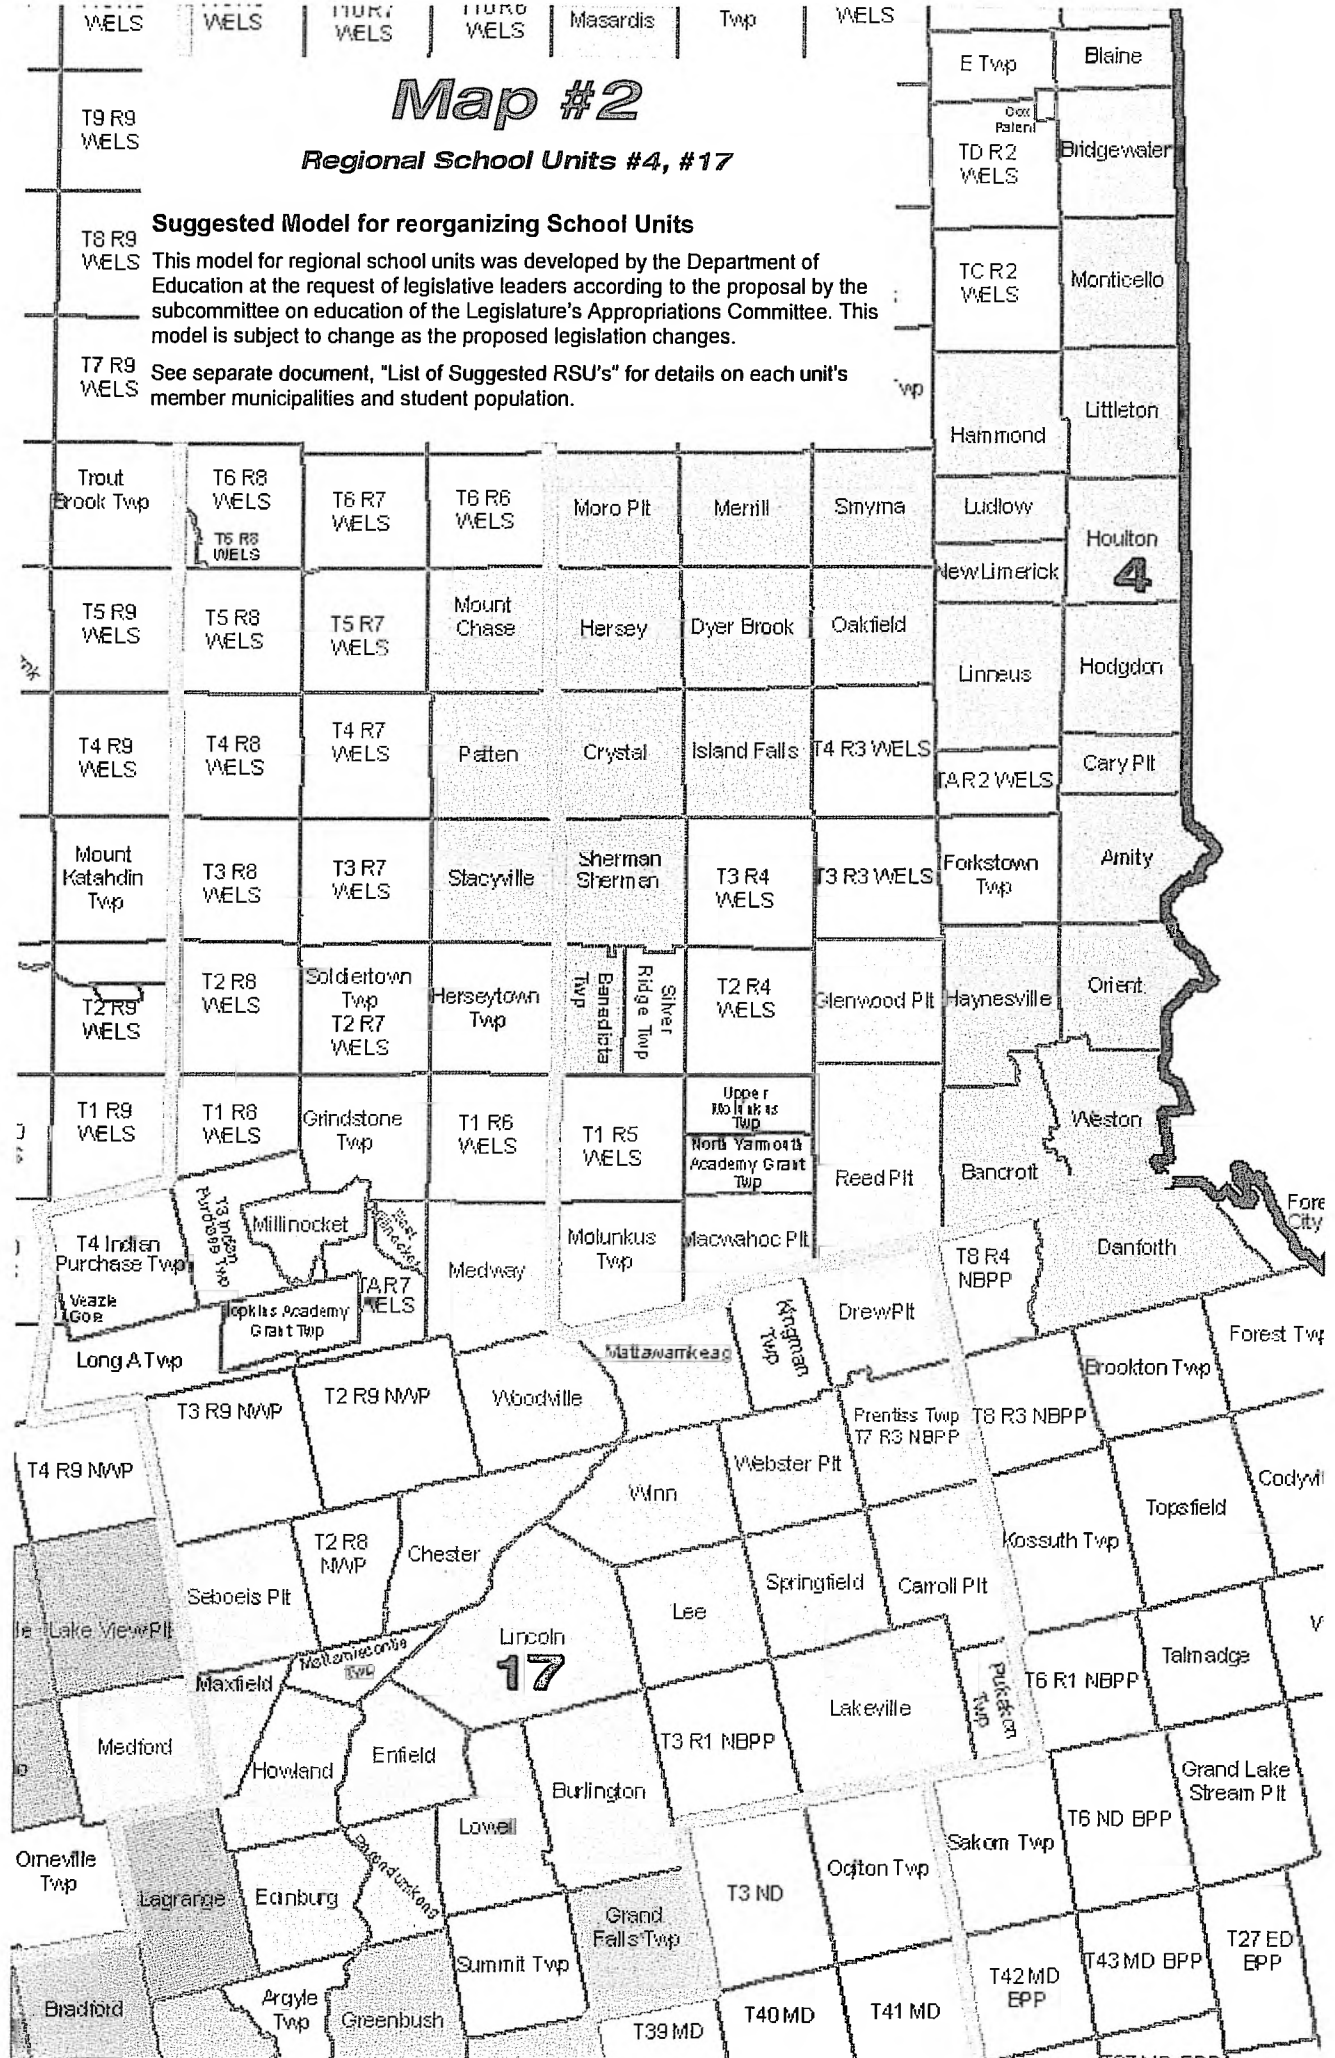 WELS
WELS
WELS
WELS
Masardis
Twp
WELS
E Twp
Blaine
Map #2
Regional School Units #4, #17
T9 R9
WELS
Cox
Patent
TD R2
WELS
Bridgewater
Suggested Model for reorganizing School Units
T8 R9
WELS
This model for regional school units was developed by the Department of
Education at the request of legislative leaders according to the proposal by the
subcommittee on education of the Legislature's Appropriations Committee. This
model is subject to change as the proposed legislation changes.
TC R2
WELS
Monticello
T7 R9
WELS
See separate document, "List of Suggested RSU's" for details on each unit's
member municipalities and student population.
wp
Hammond
Littleton
Trout
Brook Twp
T6 R8
WELS
T6 R8
WELS
T6 R7
WELS
T6 R6
WELS
Moro Plt
Merrill
Smyrna
Ludlow
Houlton
4
New Limerick
T5 R9
WELS
T5 R8
WELS
T5 R7
WELS
Mount
Chase
Hersey
Dyer Brook
Oakfield
Linneus
Hodgdon
T4 R9
WELS
T4 R8
WELS
T4 R7
WELS
Patten
Crystal
Island Falls
T4 R3 WELS
TA R2 WELS
Cary Plt
Mount
Katahdin
Twp
T3 R8
WELS
T3 R7
WELS
Stacyville
Sherman
Sherman
T3 R4
WELS
T3 R3 WELS
Forkstown
Twp
Amity
T2 R9
WELS
T2 R8
WELS
Soldiertown
Twp
T2 R7
WELS
Herseytown
Twp
Benedicta
Twp
Silver
Ridge Twp
T2 R4
WELS
Glenwood Plt
Haynesville
Orient
T1 R9
WELS
T1 R8
WELS
Grindstone
Twp
T1 R6
WELS
T1 R5
WELS
Upper
Molunkus
Twp
North Yarmouth
Academy Grant
Twp
Reed Plt
Bancroft
Weston
T4 Indian
Purchase Twp
T3 Indian
Purchase Twp
Millinocket
East
Millinocket
Medway
Molunkus
Twp
Macwahoc Plt
T8 R4
NBPP
Danforth
Fore
City
Veazie
Gore
Hopkins Academy
Grant Twp
TA R7
WELS
Long A Twp
Mattawamkeag
Kingman
Twp
Drew Plt
Forest Twp
T3 R9 NWP
T2 R9 NWP
Woodville
Prentiss Twp
T7 R3 NBPP
T8 R3 NBPP
Brookton Twp
T4 R9 NWP
Winn
Webster Plt
Topsfield
Codyvil
T2 R8
NWP
Chester
Kossuth Twp
Seboeis Plt
Springfield
Carroll Plt
Lee
le
Lake View Plt
Lincoln
17
Mattamiscontis
Twp
Maxfield
Talmadge
Pukakon
Twp
T6 R1 NBPP
Lakeville
Medford
Howland
Enfield
T3 R1 NBPP
Burlington
Grand Lake
Stream Plt
Lowell
T6 ND BPP
Sakom Twp
Orneville
Twp
Lagrange
Edinburg
Passadumkeag
T3 ND
Ogiton Twp
Grand
Falls Twp
Summit Twp
T42 MD
BPP
T43 MD BPP
T27 ED
BPP
Bradford
Argyle
Twp
Greenbush
T39 MD
T40 MD
T41 MD